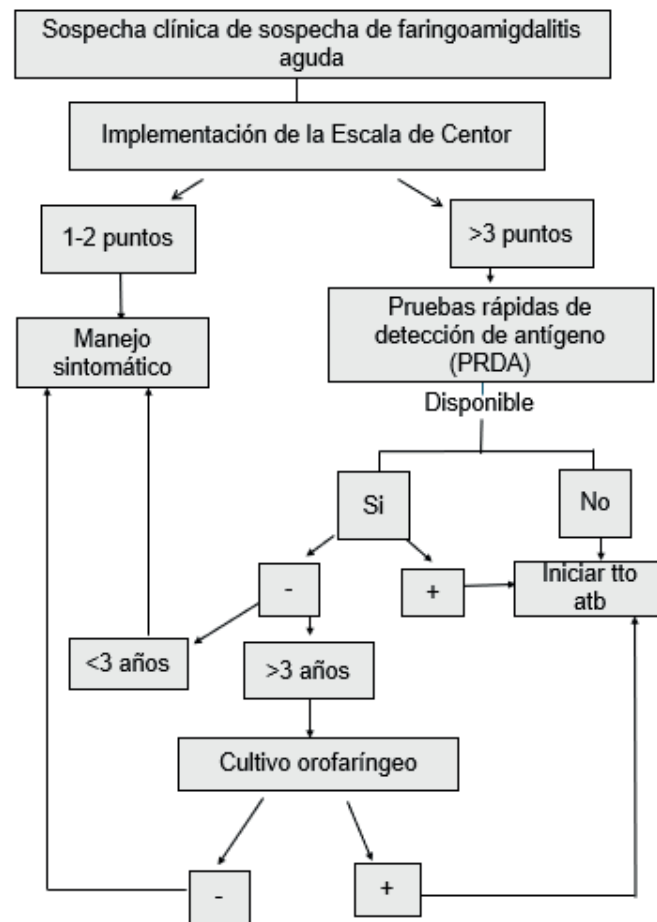 Sospecha clínica de sospecha de faringoamigdalitis
aguda
Implementación de la Escala de Centor
1-2 puntos
>3 puntos
Manejo
sintomático
Pruebas rápidas de
detección de antígeno
(PRDA)
Disponible
Si
No
-
+
Iniciar tto
atb
<3 años
>3 años
Cultivo orofaríngeo
-
+